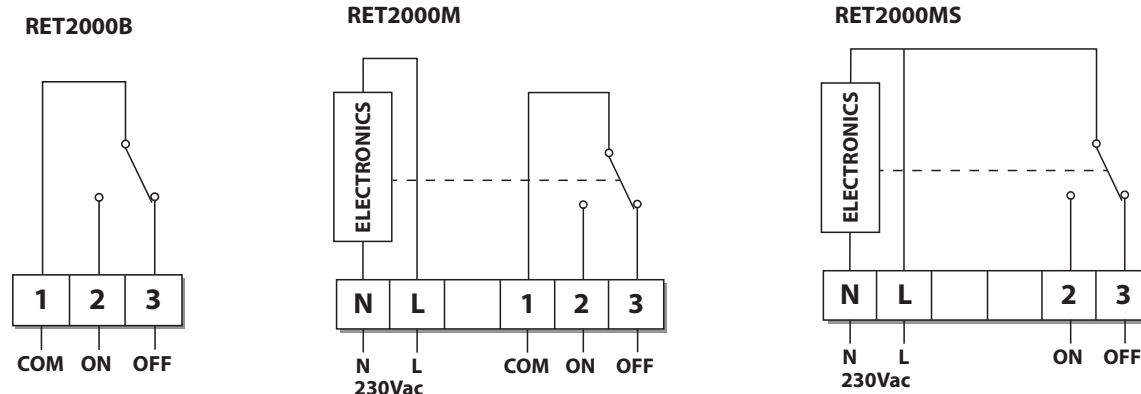 RET2000B
1 2 3
COM ON OFF
RET2000M
ELECTRONICS
N L 1 2 3
N L COM ON OFF
230Vac
RET2000MS
ELECTRONICS
N L 2 3
N L ON OFF
230Vac